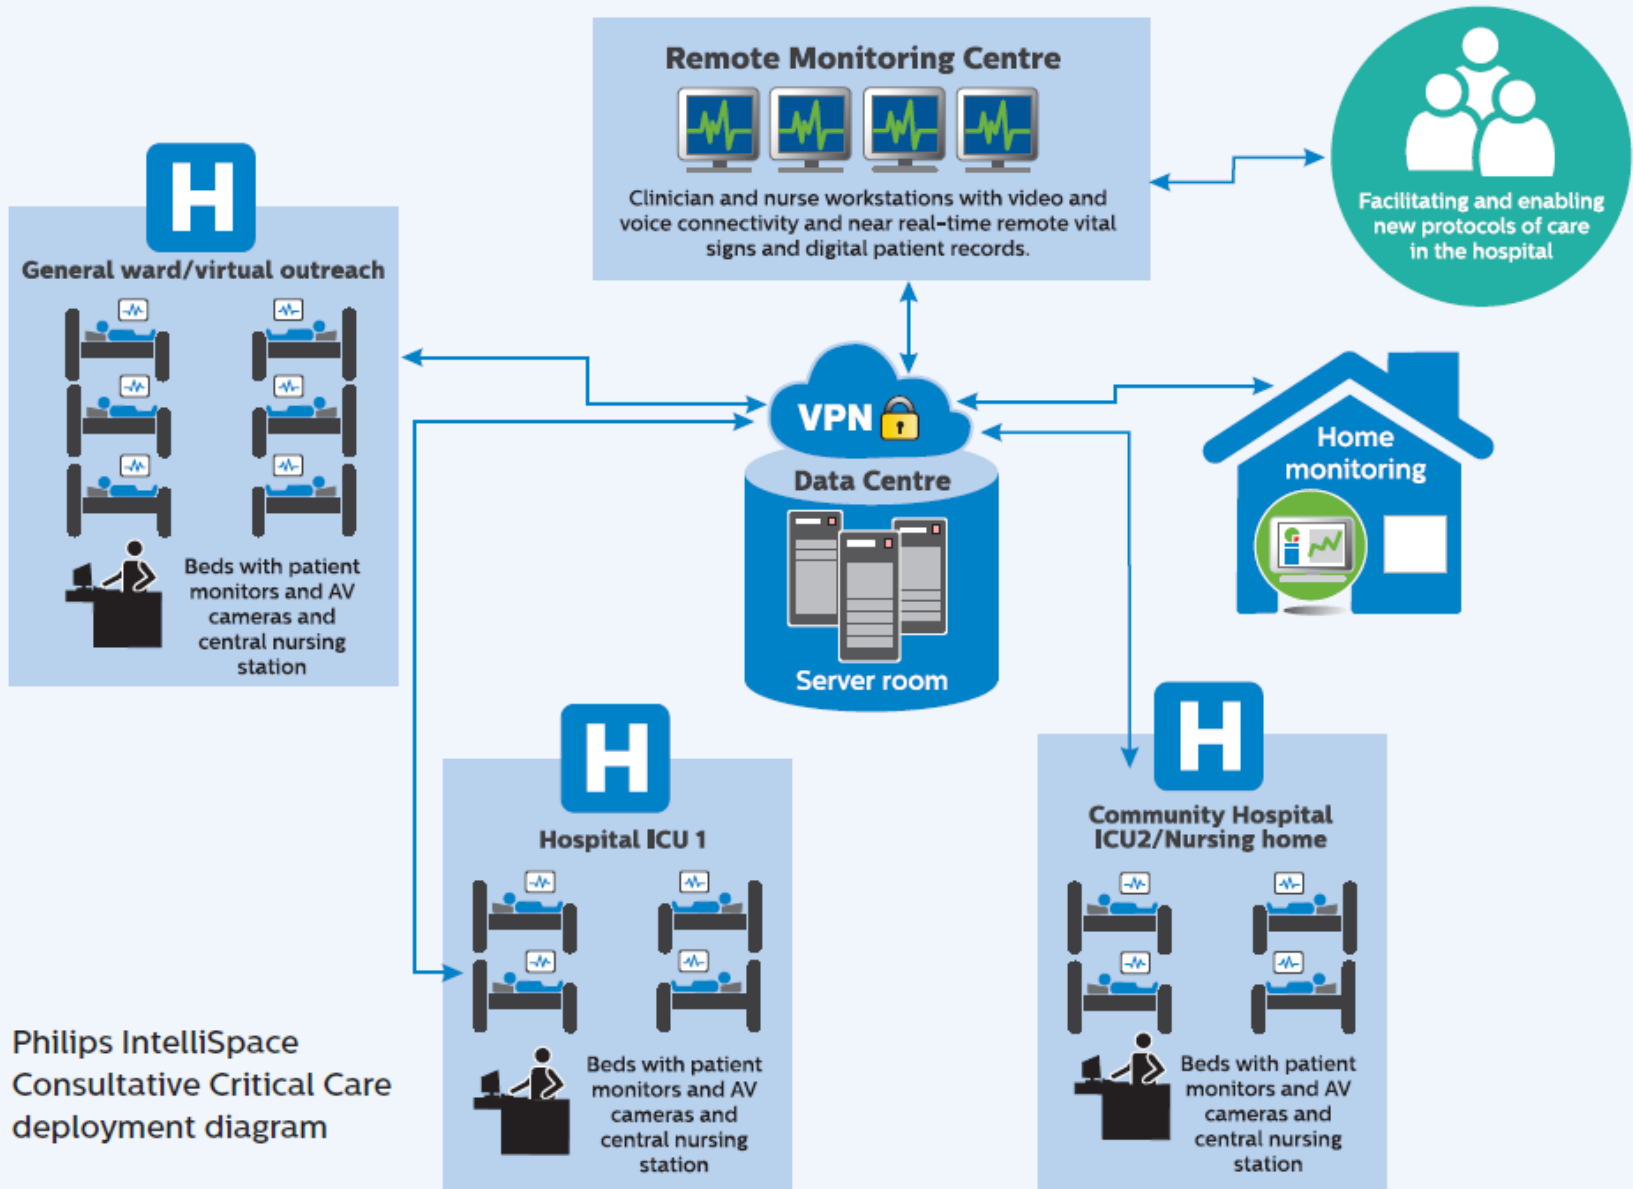 Remote Monitoring Centre
Clinician and nurse workstations with video and
voice connectivity and near real-time remote vital
signs and digital patient records.
Facilitating and enabling
new protocols of care
in the hospital
H
General ward/virtual outreach
Beds with patient
monitors and AV
cameras and
central nursing
station
VPN
Data Centre
Server room
Home
monitoring
H
Hospital ICU 1
Beds with patient
monitors and AV
cameras and
central nursing
station
H
Community Hospital
ICU2/Nursing home
Beds with patient
monitors and AV
cameras and
central nursing
station
Philips IntelliSpace
Consultative Critical Care
deployment diagram